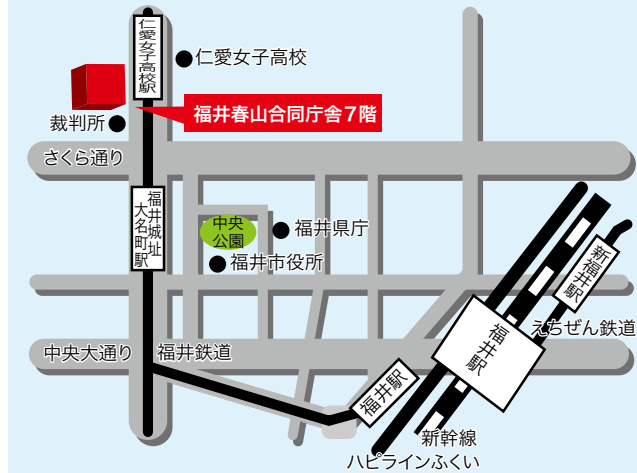 仁愛女子高校駅
仁愛女子高校
福井春山合同庁舎7階
裁判所
さくら通り
福井城址
大名町駅
中央
公園
福井県庁
福井市役所
新福井駅
えちぜん鉄道
福井駅
中央大通り
福井鉄道
福井駅
新幹線
ハピラインふくい